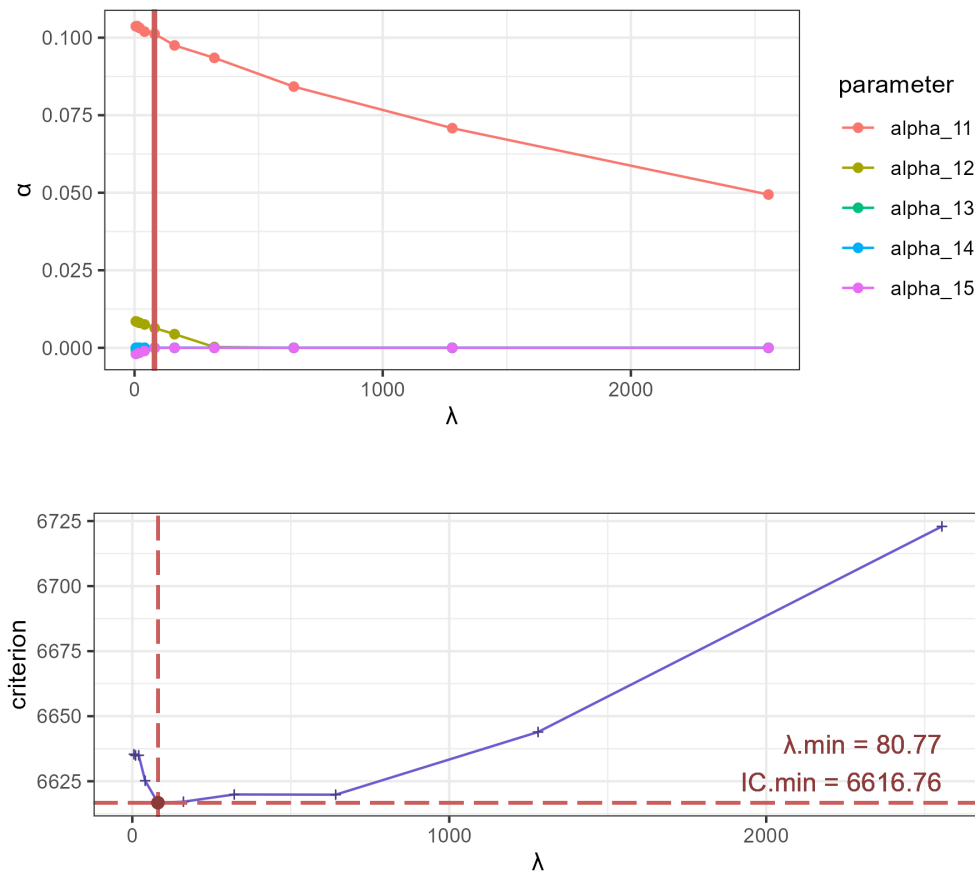 0.100
0.075
0.050
0.025
0.000
α
0 1000 2000
λ
parameter
alpha_11
alpha_12
alpha_13
alpha_14
alpha_15
6725
6700
6675
6650
6625
criterion
λ.min = 80.77
IC.min = 6616.76
0 1000 2000
λ